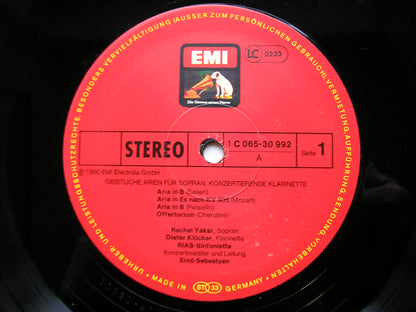 EMI
LC 0233
Die Stimme seines Herrn
STEREO
1 C 065-30 992
A
Seite 1
℗ 1980 EMI Electrola GmbH
GEISTLICHE ARIEN FÜR SOPRAN, KONZERTIERENDE KLARINETTE
Aria in B (Salieri)
Aria in Es nach KV 505 (Mozart)
Aria in B (Paisiello)
Offertorium (Cherubini)
Rachel Yakar, Sopran
Dieter Klöcker, Klarinette
RIAS-Sinfonietta
Konzertmeister und Leitung
Ernö Sebestyen
URHEBER- UND LEISTUNGSSCHUTZRECHTE, BESONDERS VERVIELFÄLTIGUNG (AUSSER ZUM PERSÖNLICHEN GEBRAUCH), VERMIETUNG, AUFFÜHRUNG, SENDUNG, VORBEHALTEN
MADE IN GERMANY
ST 33